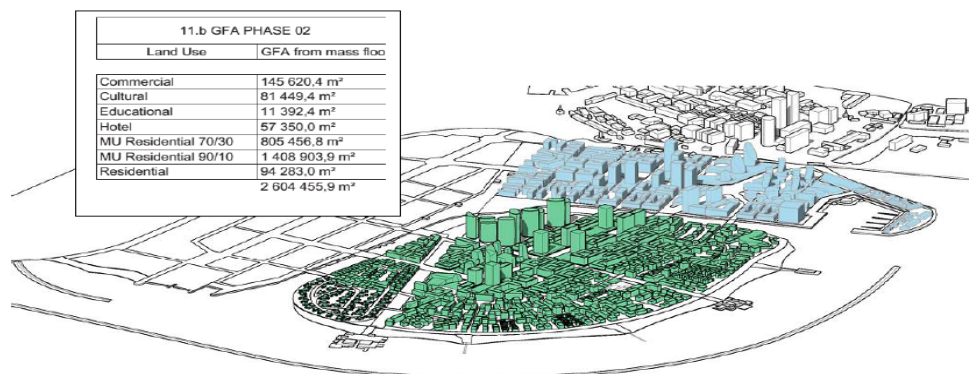 11.b GFA PHASE 02
Land Use GFA from mass floo
Commercial 145 620,4 m²
Cultural 81 449,4 m²
Educational 11 392,4 m²
Hotel 57 350,0 m²
MU Residential 70/30 805 456,8 m²
MU Residential 90/10 1 408 903,9 m²
Residential 94 283,0 m²
2 604 455,9 m²